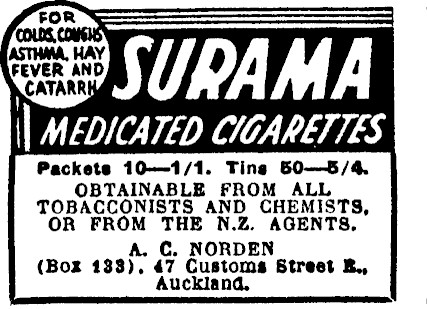 FOR
COLDS, COUGHS
ASTHMA, HAY
FEVER AND
CATARRH
SURAMA
MEDICATED CIGARETTES
Packets 10—1/1. Tins 50—5/4.
OBTAINABLE FROM ALL
TOBACCONISTS AND CHEMISTS,
OR FROM THE N.Z. AGENTS.
A. C. NORDEN
(Box 133), 47 Customs Street E.,
Auckland.